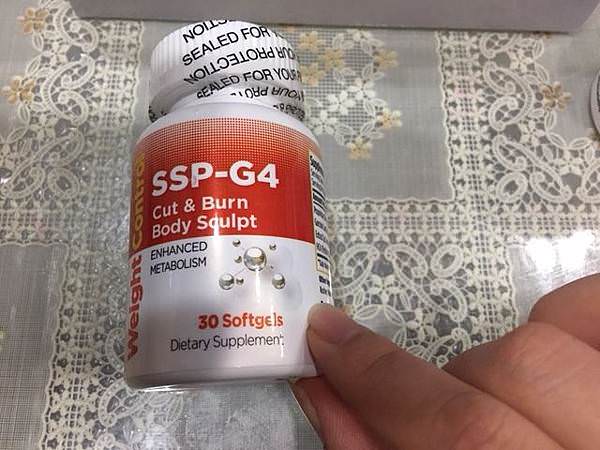 SEALED FOR YOUR
PROTECTION
SEALED FOR YOUR
Weight Control
SSP-G4
Cut & Burn
Body Sculpt
ENHANCED
METABOLISM
30 Softgels
Dietary Supplement